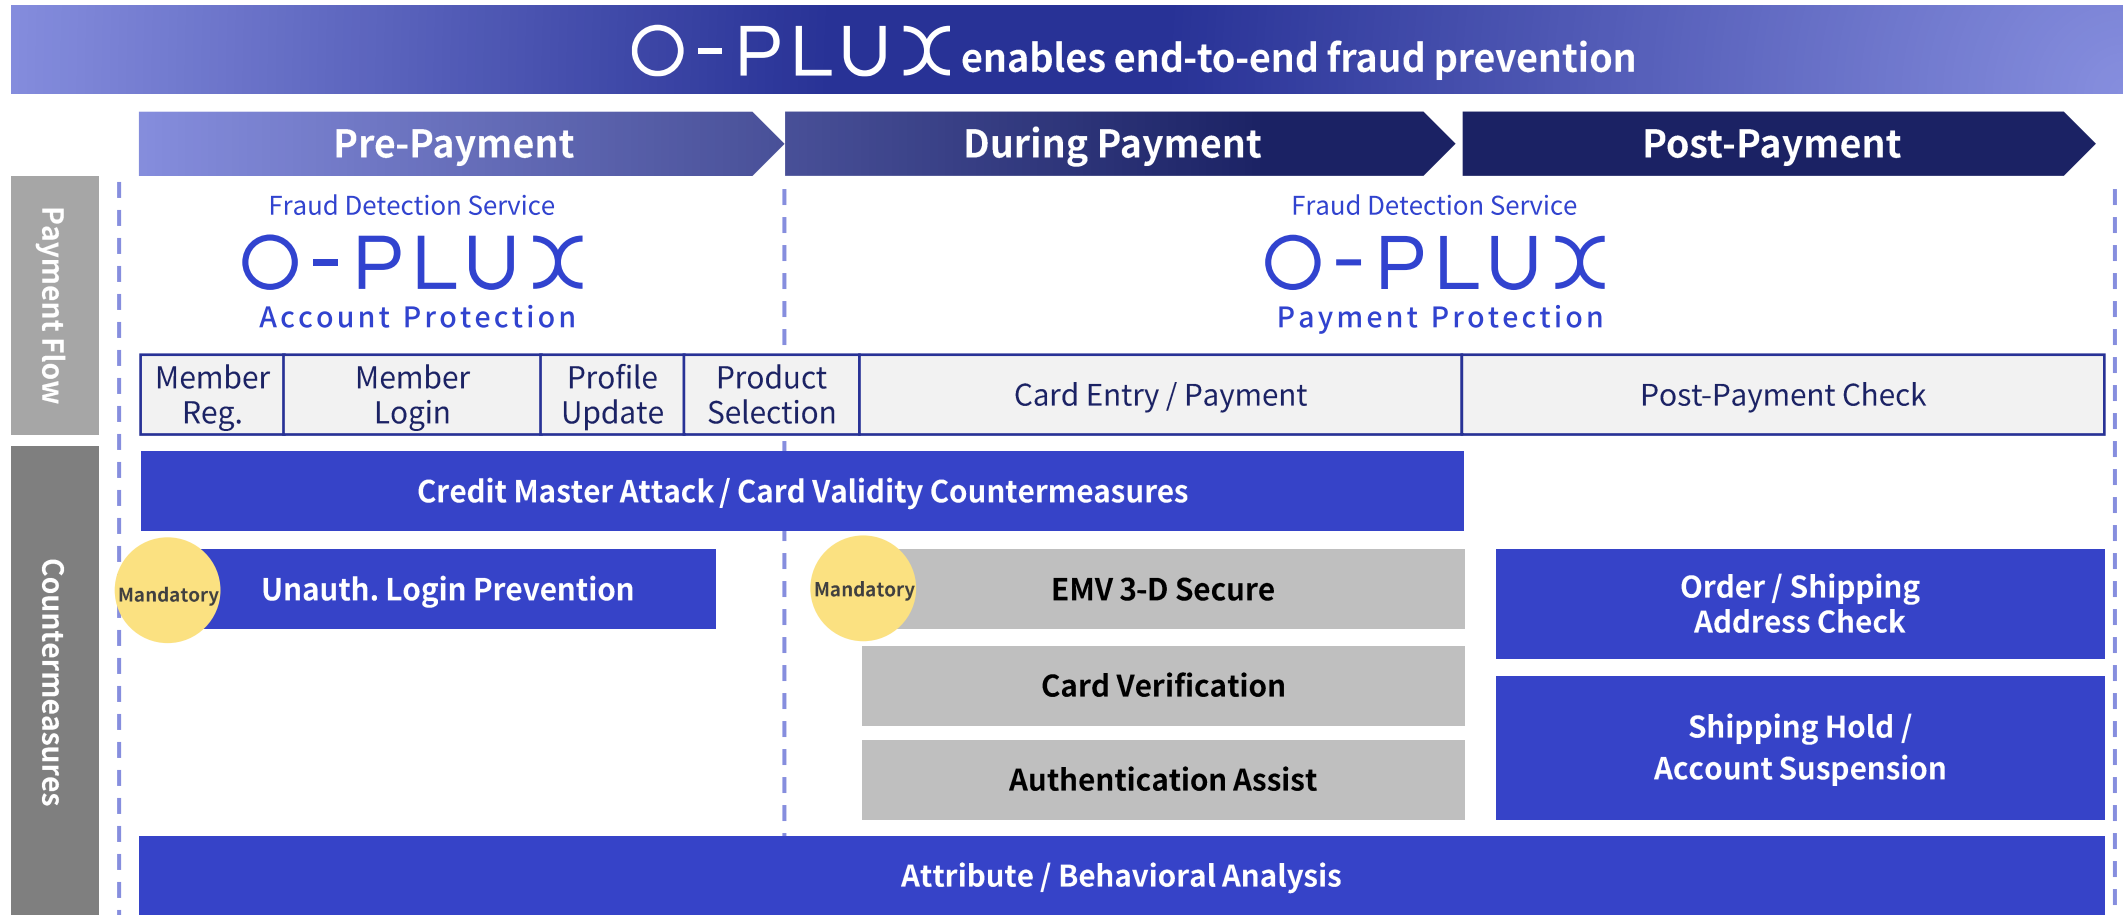 O-PLUX enables end-to-end fraud prevention
Pre-Payment
During Payment
Post-Payment
Payment Flow
Fraud Detection Service
O-PLUX
Account Protection
Fraud Detection Service
O-PLUX
Payment Protection
Member
Reg.
Member
Login
Profile
Update
Product
Selection
Card Entry / Payment
Post-Payment Check
Countermeasures
Credit Master Attack / Card Validity Countermeasures
Mandatory
Unauth. Login Prevention
Mandatory
EMV 3-D Secure
Card Verification
Authentication Assist
Order / Shipping
Address Check
Shipping Hold /
Account Suspension
Attribute / Behavioral Analysis